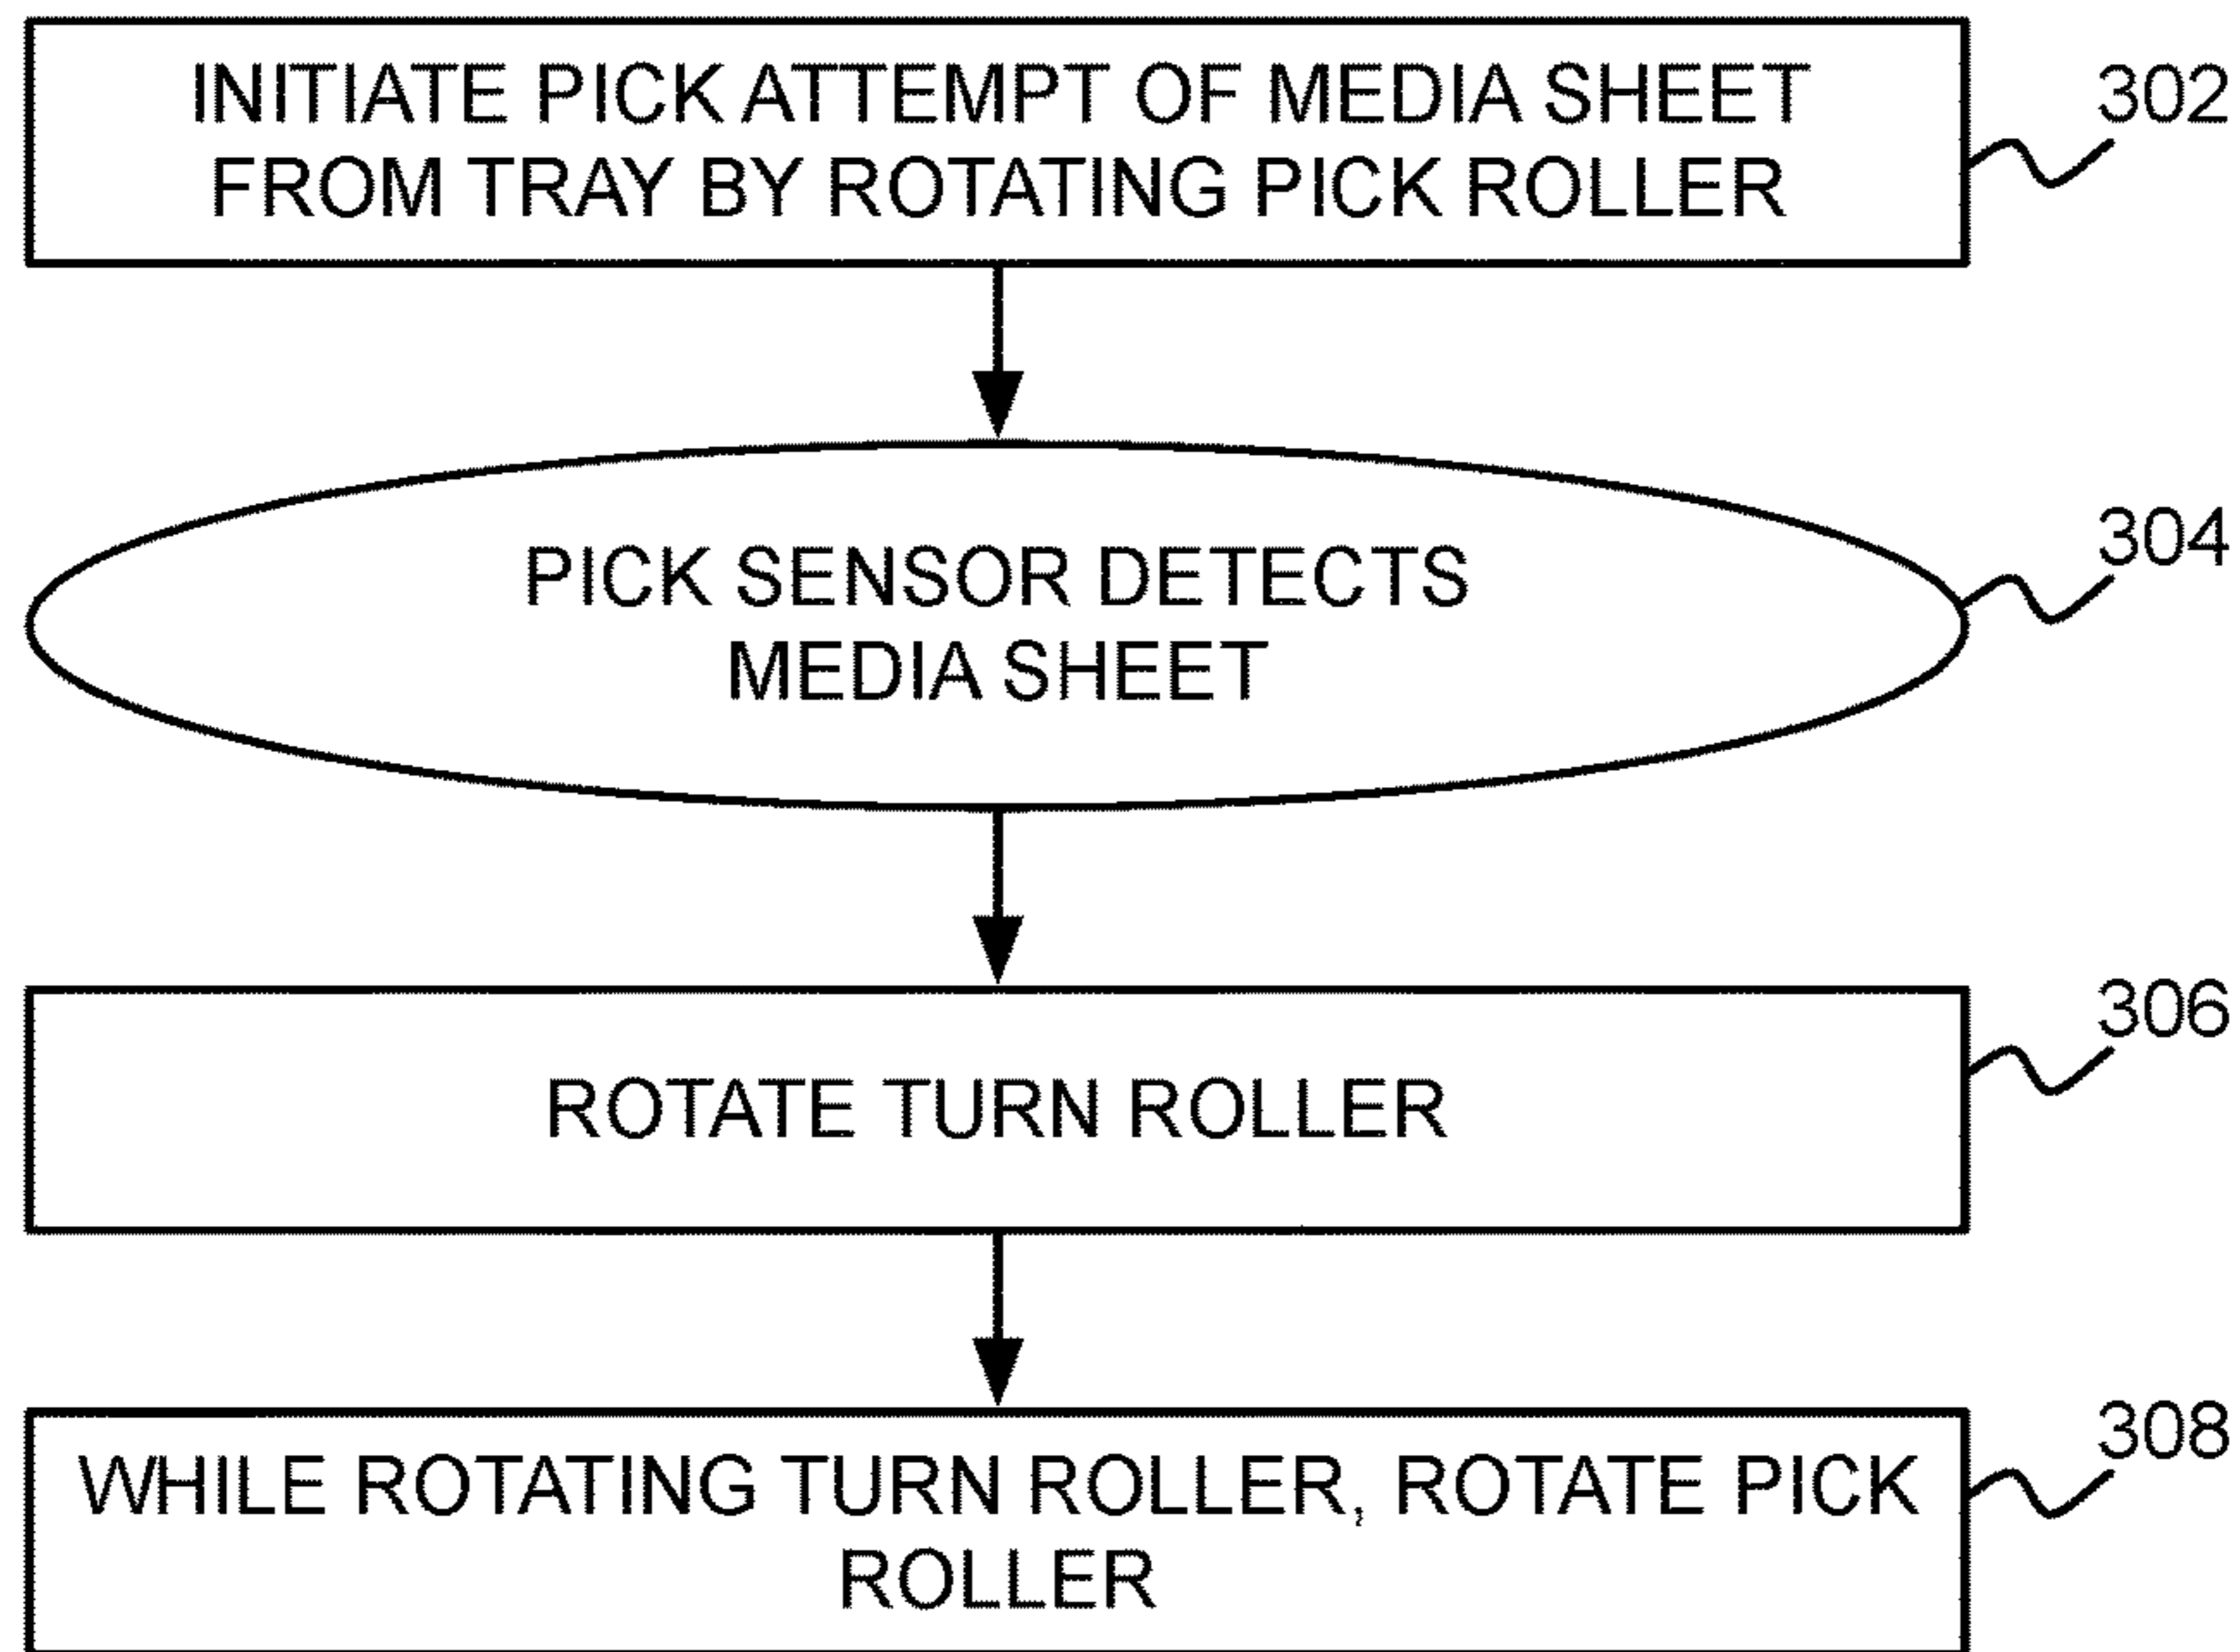 INITIATE PICK ATTEMPT OF MEDIA SHEET
FROM TRAY BY ROTATING PICK ROLLER
302
PICK SENSOR DETECTS
MEDIA SHEET
304
ROTATE TURN ROLLER
306
WHILE ROTATING TURN ROLLER, ROTATE PICK
ROLLER
308